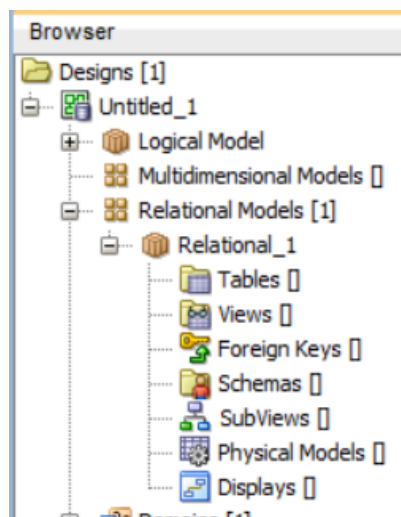 Browser
Designs [1]
Untitled_1
Logical Model
Multidimensional Models []
Relational Models [1]
Relational_1
Tables []
Views []
Foreign Keys []
Schemas []
SubViews []
Physical Models []
Displays []